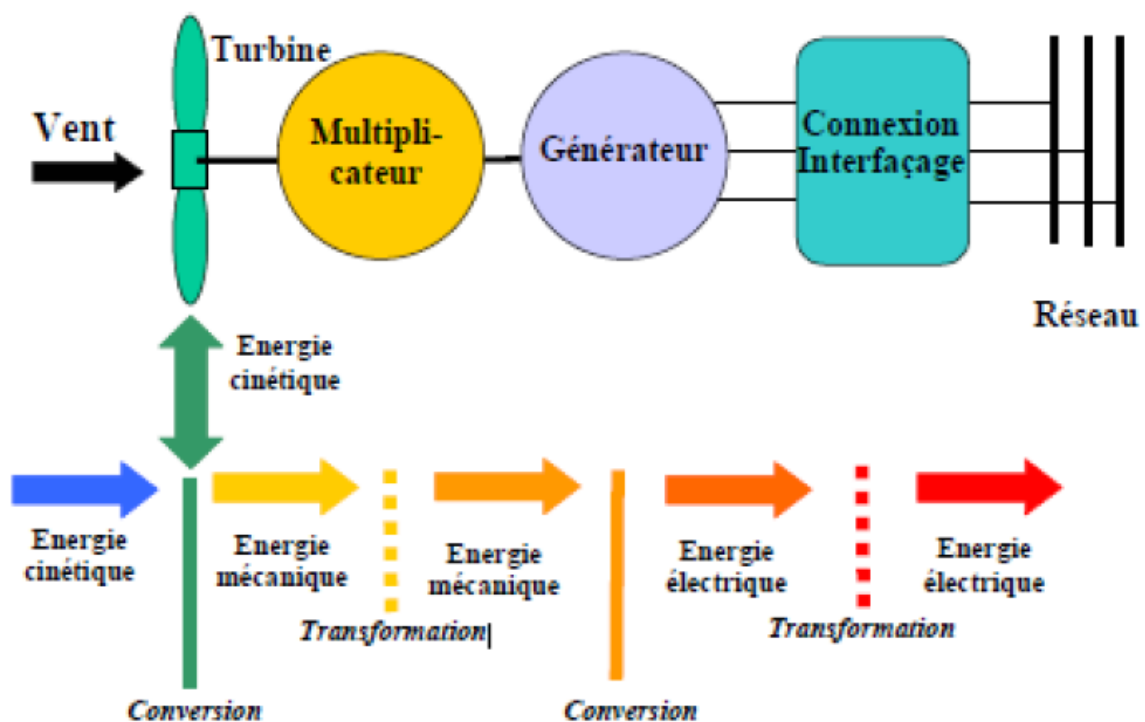 Turbine
Vent
Multipli-
cateur
Générateur
Connexion
Interfaçage
Réseau
Energie
cinétique
Energie
cinétique
Energie
mécanique
Energie
mécanique
Energie
électrique
Energie
électrique
Transformation
Transformation
Conversion
Conversion